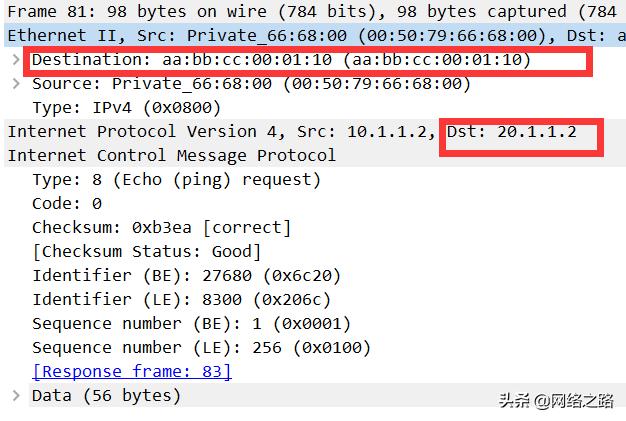 Frame 81: 98 bytes on wire (784 bits), 98 bytes captured (784
Ethernet II, Src: Private_66:68:00 (00:50:79:66:68:00), Dst: a
Destination: aa:bb:cc:00:01:10 (aa:bb:cc:00:01:10)
Source: Private_66:68:00 (00:50:79:66:68:00)
Type: IPv4 (0x0800)
Internet Protocol Version 4, Src: 10.1.1.2, Dst: 20.1.1.2
Internet Control Message Protocol
Type: 8 (Echo (ping) request)
Code: 0
Checksum: 0xb3ea [correct]
[Checksum Status: Good]
Identifier (BE): 27680 (0x6c20)
Identifier (LE): 8300 (0x206c)
Sequence number (BE): 1 (0x0001)
Sequence number (LE): 256 (0x0100)
[Response frame: 83]
Data (56 bytes)
头条 @网络之路